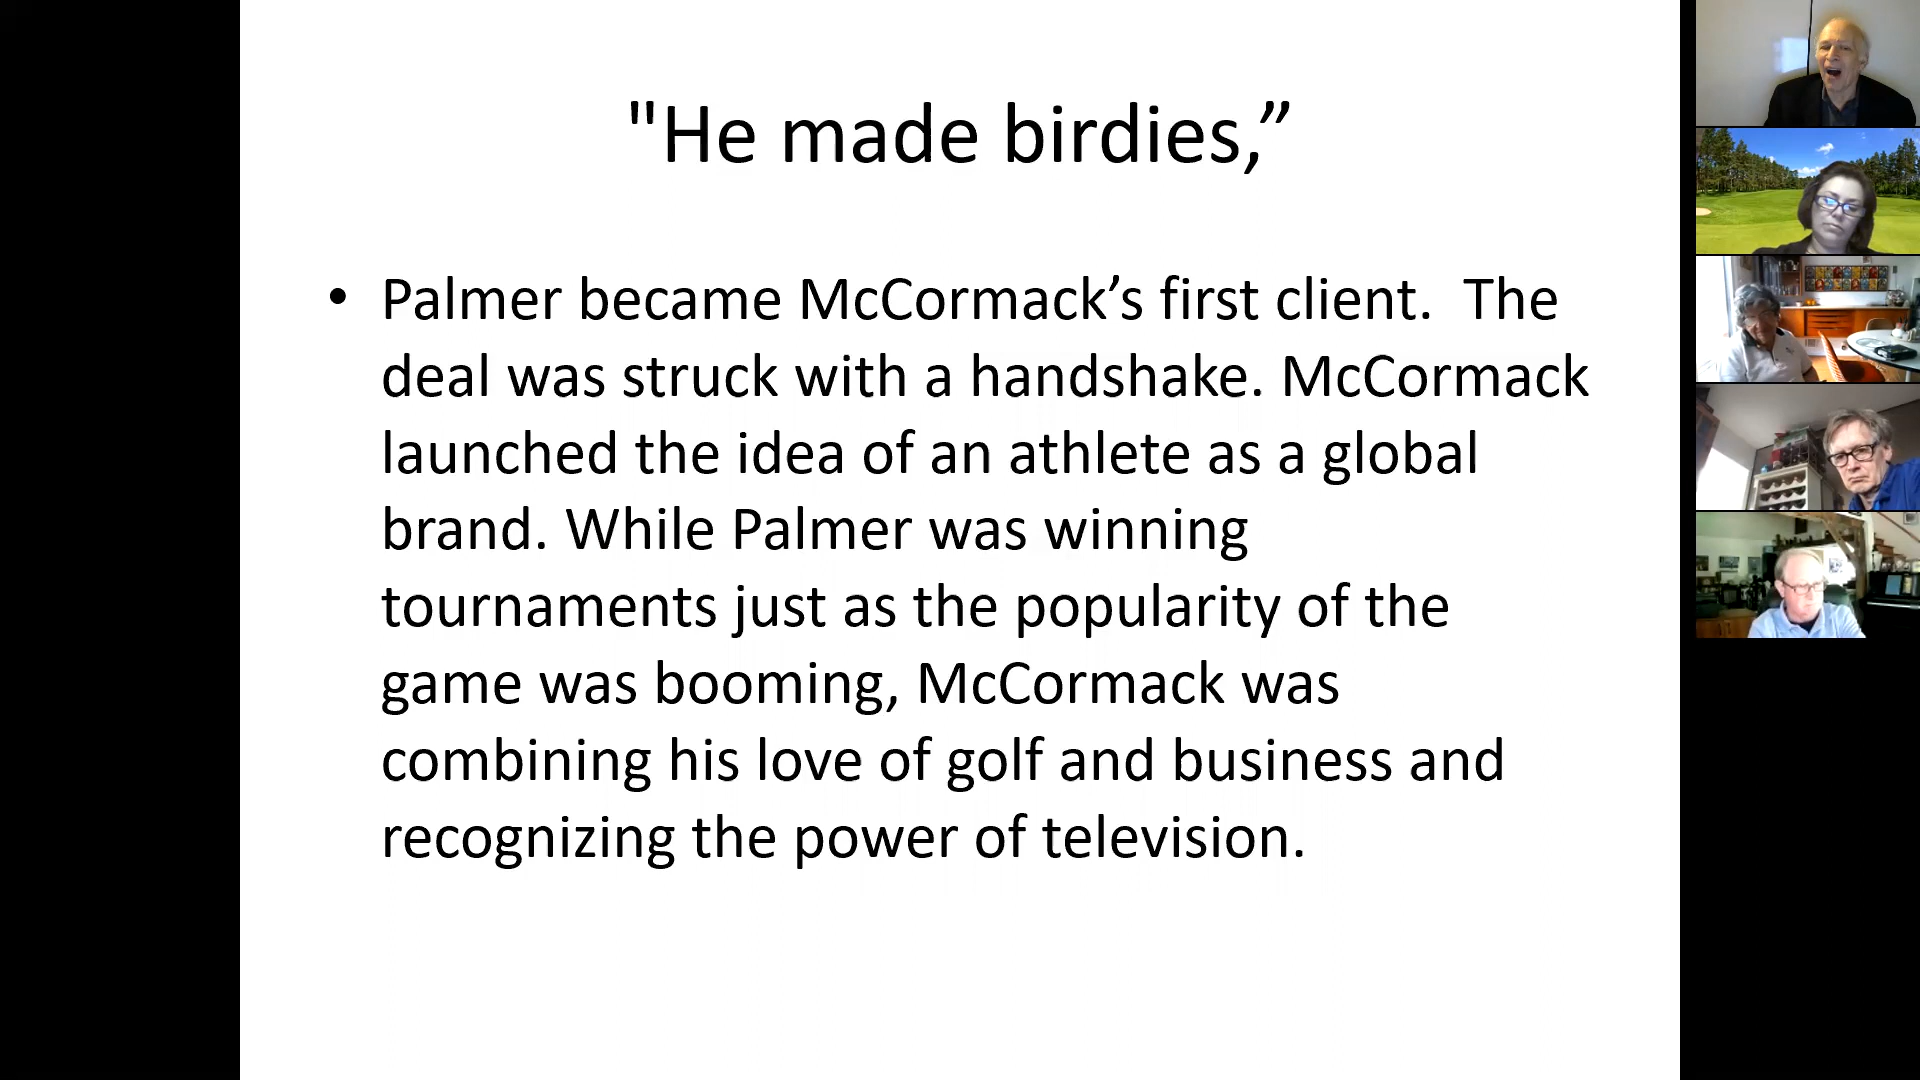 "He made birdies,”
• Palmer became McCormack’s first client.  The
deal was struck with a handshake. McCormack
launched the idea of an athlete as a global
brand. While Palmer was winning
tournaments just as the popularity of the
game was booming, McCormack was
combining his love of golf and business and
recognizing the power of television.